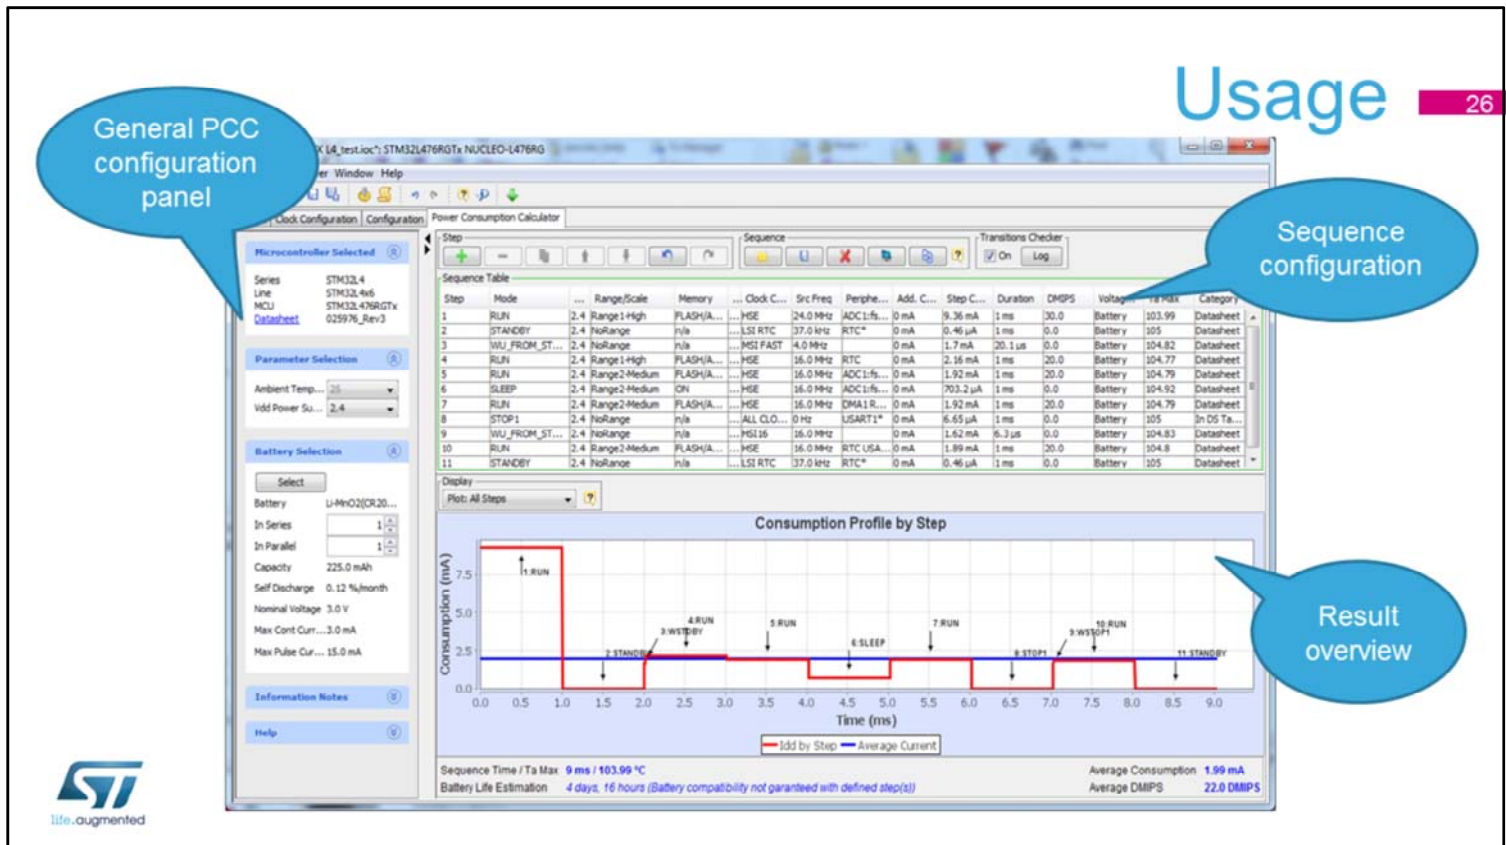 Usage
26
General PCC
configuration
panel
Sequence
configuration
Result
overview
X L4_test.ioc*: STM32L476RGTx NUCLEO-L476RG
er Window Help
Clock Configuration Configuration Power Consumption Calculator
Microcontroller Selected
Series STM32L4
Line STM32L4x6
MCU STM32L476RGTx
Datasheet 025976_Rev3
Parameter Selection
Ambient Temp... 25
Vdd Power Su... 2.4
Battery Selection
Select
Battery Li-MnO2(CR20...
In Series 1
In Parallel 1
Capacity 225.0 mAh
Self Discharge 0.12 %/month
Nominal Voltage 3.0 V
Max Cont Curr... 3.0 mA
Max Pulse Cur... 15.0 mA
Information Notes
Help
Step Sequence Transitions Checker
On Log
Sequence Table
Step Mode ... Range/Scale Memory ... Clock C... Src Freq Periphe... Add. C... Step C... Duration DMIPS Voltag... Ta Max Category
1 RUN 2.4 Range1-High FLASH/A... ... HSE 24.0 MHz ADC1:fs... 0 mA 9.36 mA 1 ms 30.0 Battery 103.99 Datasheet
2 STANDBY 2.4 NoRange n/a ... LSI RTC 37.0 kHz RTC* 0 mA 0.46 µA 1 ms 0.0 Battery 105 Datasheet
3 WU_FROM_ST... 2.4 NoRange n/a ... MSI FAST 4.0 MHz 0 mA 1.7 mA 20.1 µs 0.0 Battery 104.82 Datasheet
4 RUN 2.4 Range1-High FLASH/A... ... HSE 16.0 MHz RTC 0 mA 2.16 mA 1 ms 20.0 Battery 104.77 Datasheet
5 RUN 2.4 Range2-Medium FLASH/A... ... HSE 16.0 MHz ADC1:fs... 0 mA 1.92 mA 1 ms 20.0 Battery 104.79 Datasheet
6 SLEEP 2.4 Range2-Medium ON ... HSE 16.0 MHz ADC1:fs... 0 mA 703.2 µA 1 ms 0.0 Battery 104.92 Datasheet
7 RUN 2.4 Range2-Medium FLASH/A... ... HSE 16.0 MHz DMA1 R... 0 mA 1.92 mA 1 ms 20.0 Battery 104.79 Datasheet
8 STOP1 2.4 NoRange n/a ... ALL CLO... 0 Hz USART1* 0 mA 6.65 µA 1 ms 0.0 Battery 105 In DS Ta...
9 WU_FROM_ST... 2.4 NoRange n/a ... HSI16 16.0 MHz 0 mA 1.62 mA 6.3 µs 0.0 Battery 104.83 Datasheet
10 RUN 2.4 Range2-Medium FLASH/A... ... HSE 16.0 MHz RTC USA... 0 mA 1.89 mA 1 ms 20.0 Battery 104.8 Datasheet
11 STANDBY 2.4 NoRange n/a ... LSI RTC 37.0 kHz RTC* 0 mA 0.46 µA 1 ms 0.0 Battery 105 Datasheet
Display
Plot: All Steps
Consumption Profile by Step
Consumption (mA)
7.5
5.0
2.5
0.0
1:RUN
2:STANDBY
3:WSTDBY
4:RUN
5:RUN
6:SLEEP
7:RUN
8:STOP1
9:WSTOP1
10:RUN
11:STANDBY
0.0 0.5 1.0 1.5 2.0 2.5 3.0 3.5 4.0 4.5 5.0 5.5 6.0 6.5 7.0 7.5 8.0 8.5 9.0
Time (ms)
Idd by Step Average Current
Sequence Time / Ta Max 9 ms / 103.99 °C Average Consumption 1.99 mA
Battery Life Estimation 4 days, 16 hours (Battery compatibility not garanteed with defined step(s)) Average DMIPS 22.0 DMIPS
ST
life.augmented